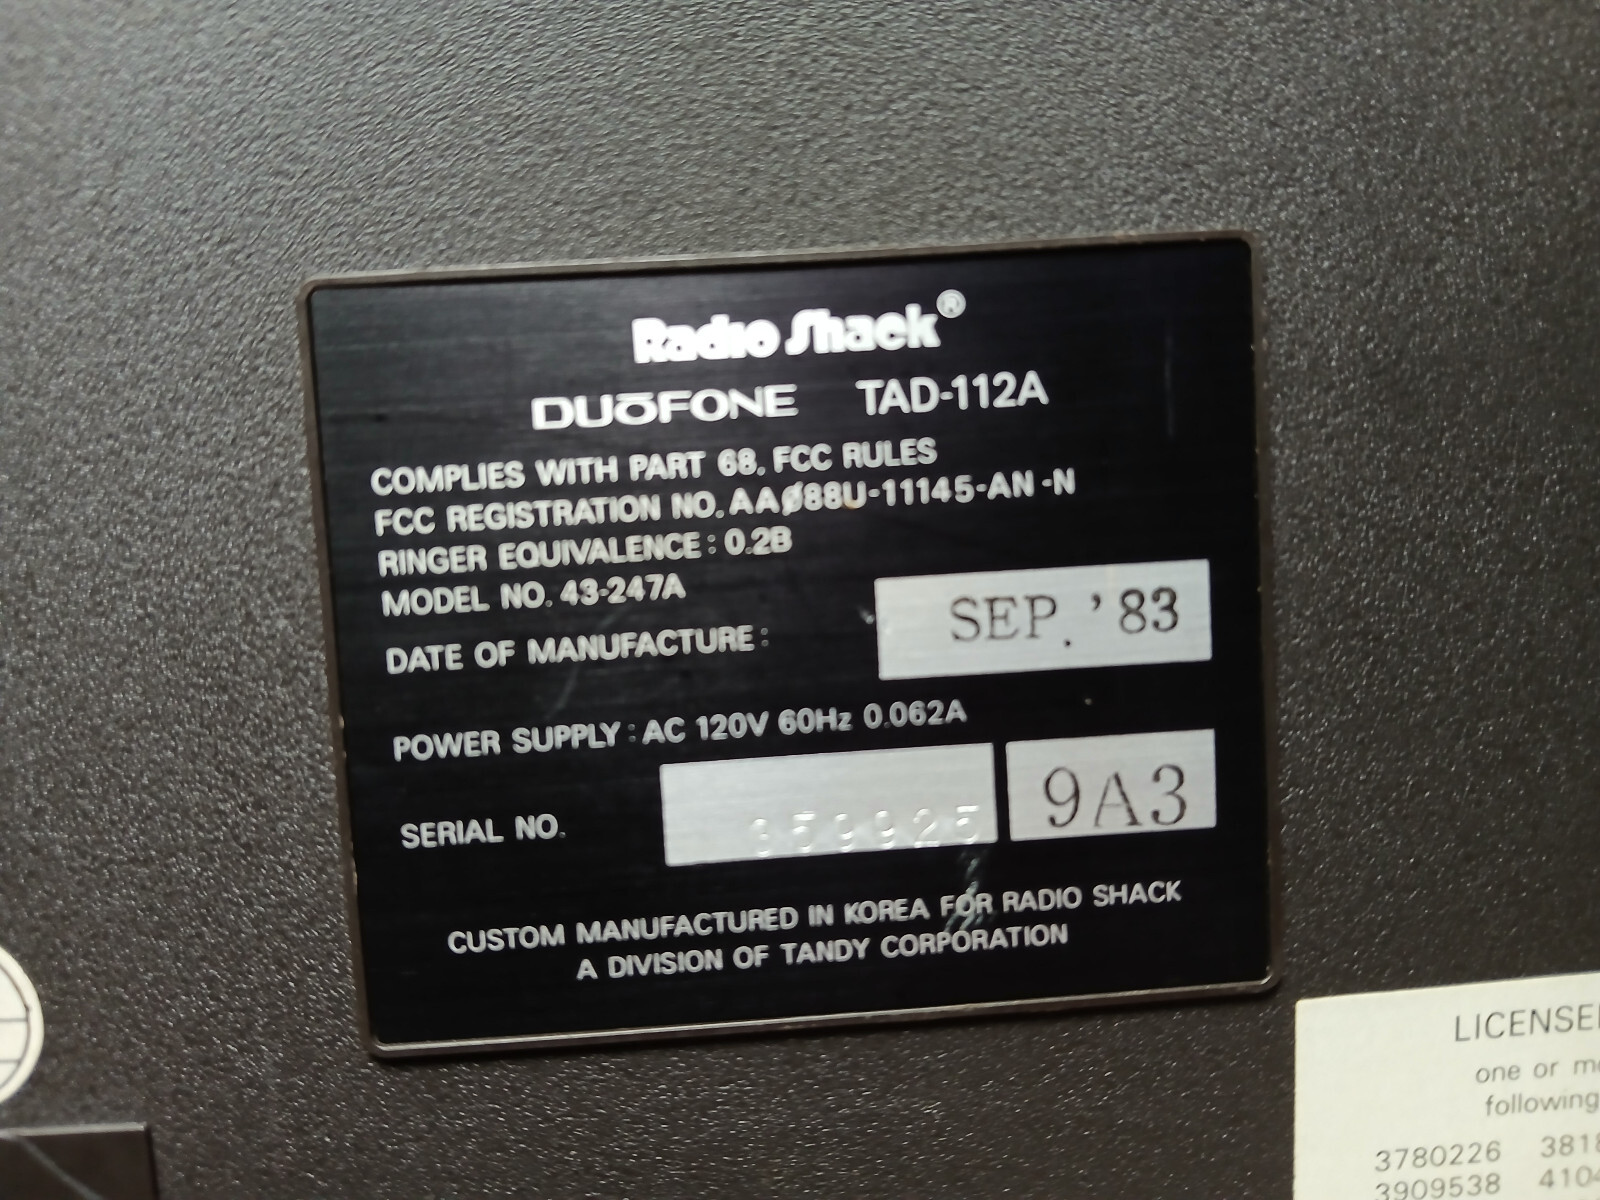 Radio Shack®
DUōFONE TAD-112A
COMPLIES WITH PART 68, FCC RULES
FCC REGISTRATION NO. AAØ88U-11145-AN-N
RINGER EQUIVALENCE: 0.2B
MODEL NO. 43-247A
DATE OF MANUFACTURE: SEP. '83
POWER SUPPLY: AC 120V 60Hz 0.062A
SERIAL NO. 359925 9A3
CUSTOM MANUFACTURED IN KOREA FOR RADIO SHACK
A DIVISION OF TANDY CORPORATION
one or
following
3780226
3909538